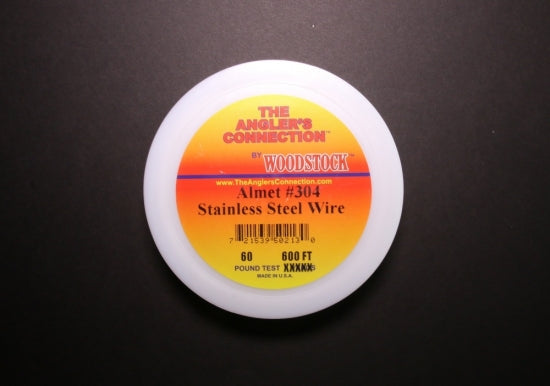 THE
ANGLER'S
CONNECTION™
BY WOODSTOCK™
www.TheAnglersConnection.com
Almet #304
Stainless Steel Wire
7 21539 50213 0
60 600 FT
POUND TEST
MADE IN U.S.A.